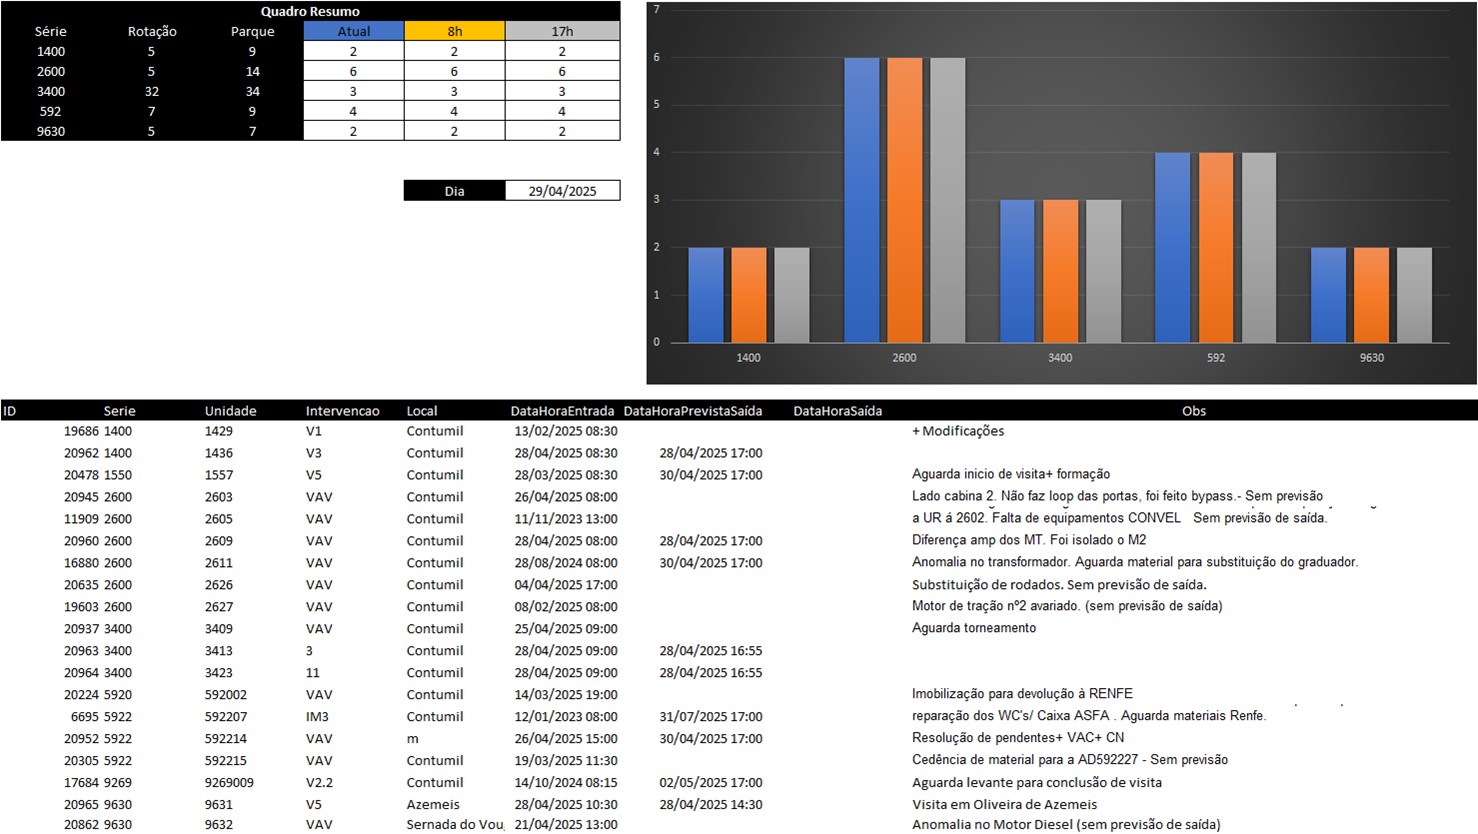 Quadro Resumo
Série Rotação Parque Atual 8h 17h
1400 5 9 2 2 2
2600 5 14 6 6 6
3400 32 34 3 3 3
592 7 9 4 4 4
9630 5 7 2 2 2
Dia 29/04/2025
7
6
5
4
3
2
1
0
1400 2600 3400 592 9630
ID Serie Unidade Intervencao Local DataHoraEntrada DataHoraPrevistaSaída DataHoraSaída Obs
19686 1400 1429 V1 Contumil 13/02/2025 08:30 + Modificações
20962 1400 1436 V3 Contumil 28/04/2025 08:30 28/04/2025 17:00
20478 1550 1557 V5 Contumil 28/03/2025 08:30 30/04/2025 17:00 Aguarda inicio de visita+ formação
20945 2600 2603 VAV Contumil 26/04/2025 08:00 Lado cabina 2. Não faz loop das portas, foi feito bypass.- Sem previsão
11909 2600 2605 VAV Contumil 11/11/2023 13:00 a UR á 2602. Falta de equipamentos CONVEL Sem previsão de saída.
20960 2600 2609 VAV Contumil 28/04/2025 08:00 28/04/2025 17:00 Diferença amp dos MT. Foi isolado o M2
16880 2600 2611 VAV Contumil 28/08/2024 08:00 30/04/2025 17:00 Anomalia no transformador. Aguarda material para substituição do graduador.
20635 2600 2626 VAV Contumil 04/04/2025 17:00 Substituição de rodados. Sem previsão de saída.
19603 2600 2627 VAV Contumil 08/02/2025 08:00 Motor de tração nº2 avariado. (sem previsão de saída)
20937 3400 3409 VAV Contumil 25/04/2025 09:00 Aguarda torneamento
20963 3400 3413 3 Contumil 28/04/2025 09:00 28/04/2025 16:55
20964 3400 3423 11 Contumil 28/04/2025 09:00 28/04/2025 16:55
20224 5920 592002 VAV Contumil 14/03/2025 19:00 Imobilização para devolução à RENFE
6695 5922 592207 IM3 Contumil 12/01/2023 08:00 31/07/2025 17:00 reparação dos WC's/ Caixa ASFA . Aguarda materiais Renfe.
20952 5922 592214 VAV m 26/04/2025 15:00 30/04/2025 17:00 Resolução de pendentes+ VAC+ CN
20305 5922 592215 VAV Contumil 19/03/2025 11:30 Cedência de material para a AD592227 - Sem previsão
17684 9269 9269009 V2.2 Contumil 14/10/2024 08:15 02/05/2025 17:00 Aguarda levante para conclusão de visita
20965 9630 9631 V5 Azemeis 28/04/2025 10:30 28/04/2025 14:30 Visita em Oliveira de Azemeis
20862 9630 9632 VAV Sernada do Vou 21/04/2025 13:00 Anomalia no Motor Diesel (sem previsão de saída)